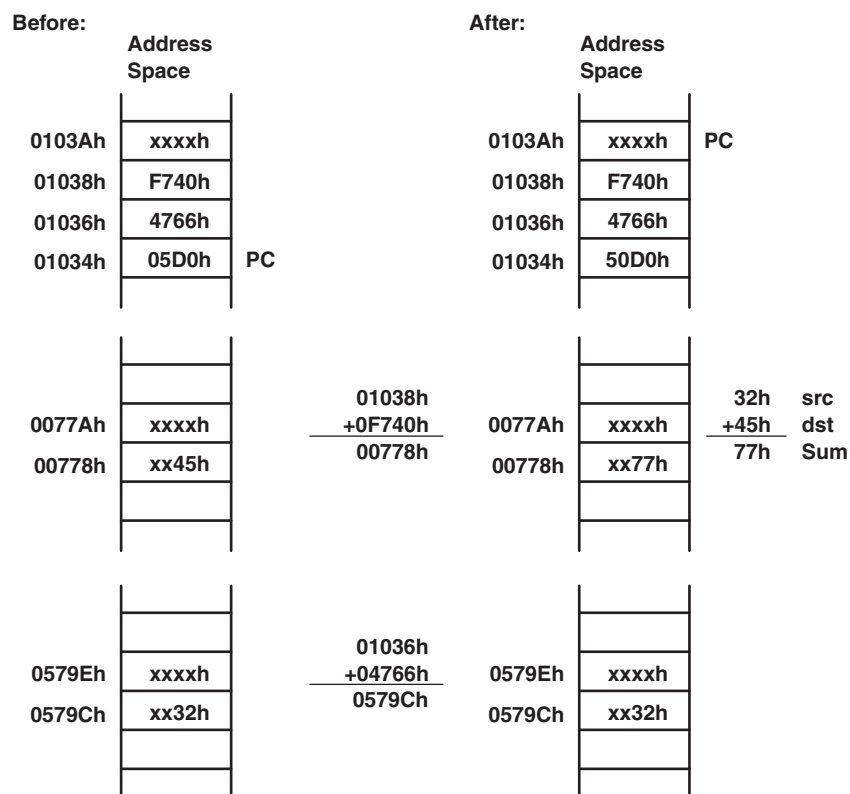 Before: After:
Address Address
Space Space
0103Ah xxxxh 0103Ah xxxxh PC
01038h F740h 01038h F740h
01036h 4766h 01036h 4766h
01034h 05D0h PC 01034h 50D0h
01038h 32h src
0077Ah xxxxh +0F740h 0077Ah xxxxh +45h dst
00778h xx45h 00778h 00778h xx77h 77h Sum
01036h
0579Eh xxxxh +04766h 0579Eh xxxxh
0579Ch xx32h 0579Ch 0579Ch xx32h